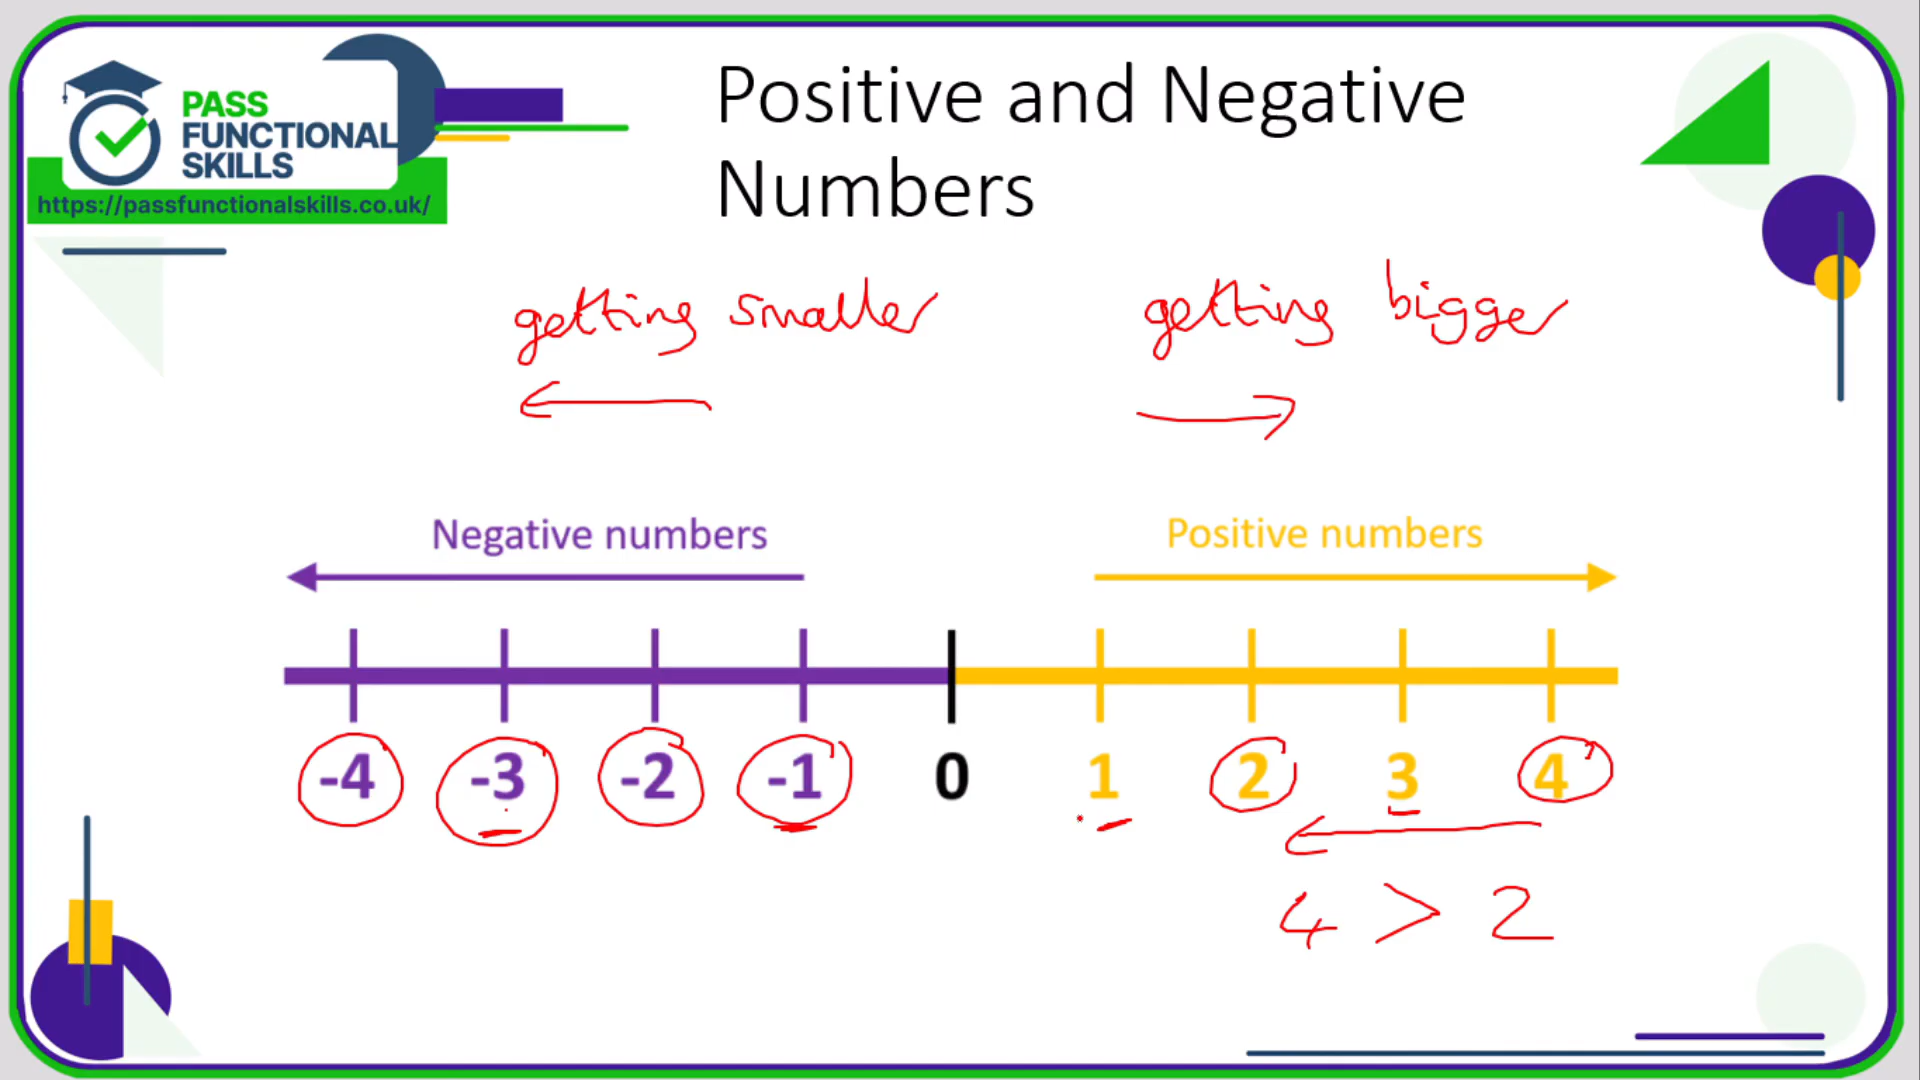 PASS
FUNCTIONAL
SKILLS
https://passfunctionalskills.co.uk/
Positive and Negative
Numbers
getting smaller getting bigger
Negative numbers Positive numbers
-4 -3 -2 -1 0 1 2 3 4
4 > 2